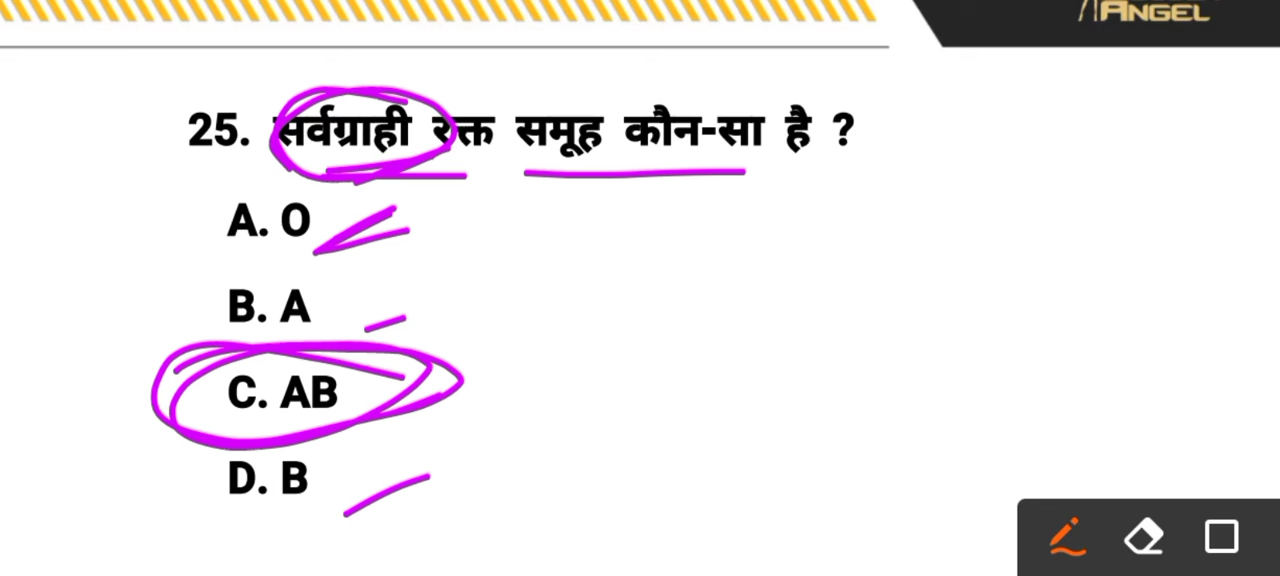 ANGEL
25. सर्वग्राही रक्त समूह कौन-सा है ?
A. O
B. A
C. AB
D. B